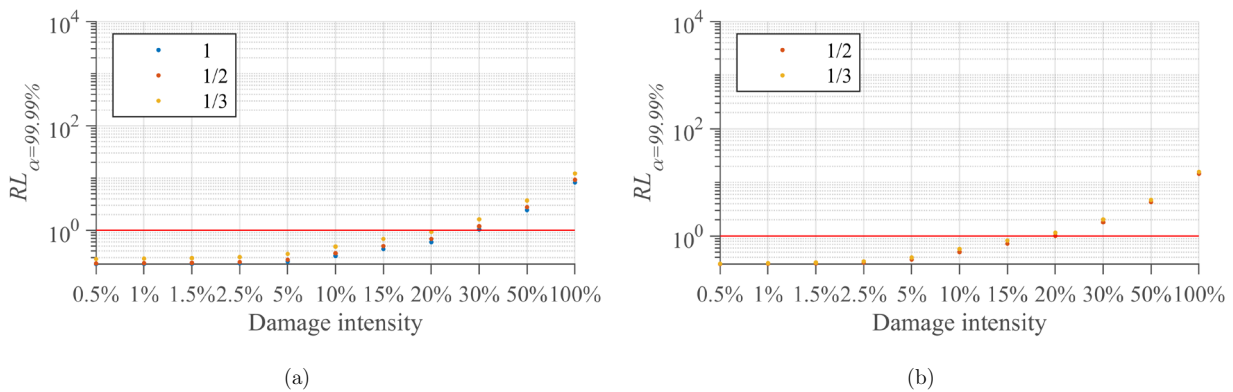 10^4
10^2
10^0
RL α=99.99%
1
1/2
1/3
0.5% 1% 1.5% 2.5% 5% 10% 15% 20% 30% 50% 100%
Damage intensity
(a)
10^4
10^2
10^0
RL α=99.99%
1/2
1/3
0.5% 1% 1.5% 2.5% 5% 10% 15% 20% 30% 50% 100%
Damage intensity
(b)